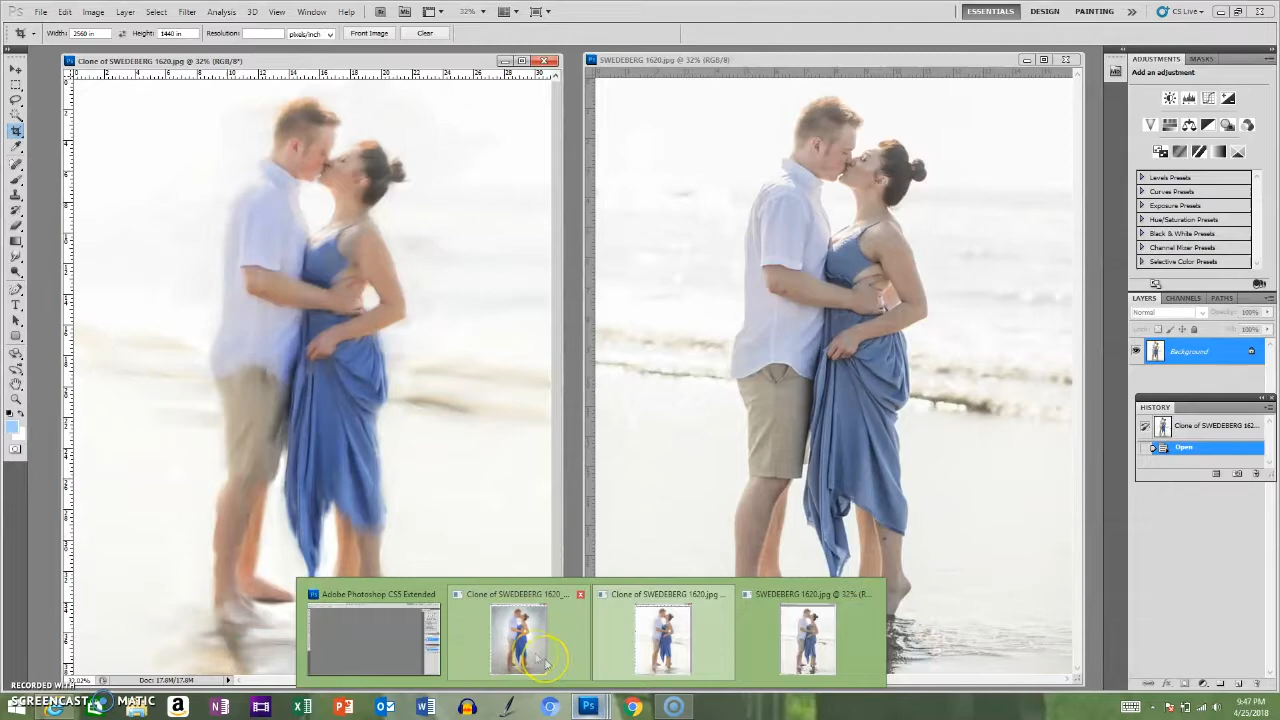 Ps File Edit Image Layer Select Filter Analysis 3D View Window Help Br Mb 32% ESSENTIALS DESIGN PAINTING CS Live
Width: 2560 in Height: 1440 in Resolution: pixels/inch Front Image Clear
Clone of SWEDEBERG 1620.jpg @ 32% (RGB/8*)
SWEDEBERG 1620.jpg @ 32% (RGB/8)
ADJUSTMENTS MASKS
Add an adjustment
Levels Presets
Curves Presets
Exposure Presets
Hue/Saturation Presets
Black & White Presets
Channel Mixer Presets
Selective Color Presets
LAYERS CHANNELS PATHS
Normal Opacity: 100%
Lock: Fill: 100%
Background
HISTORY
Clone of SWEDEBERG 162...
Open
Adobe Photoshop CS5 Extended
Clone of SWEDEBERG 1620_...
Clone of SWEDEBERG 1620.jpg ...
SWEDEBERG 1620.jpg @ 32% (R...
Doc: 17.8M/17.8M
RECORDED WITH
SCREENCAST MATIC
9:47 PM
4/25/2018